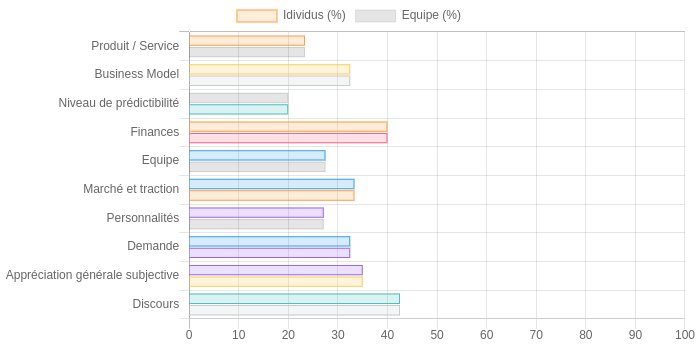 Idividus (%) Equipe (%)
Produit / Service
Business Model
Niveau de prédictibilité
Finances
Equipe
Marché et traction
Personnalités
Demande
Appréciation générale subjective
Discours
0 10 20 30 40 50 60 70 80 90 100